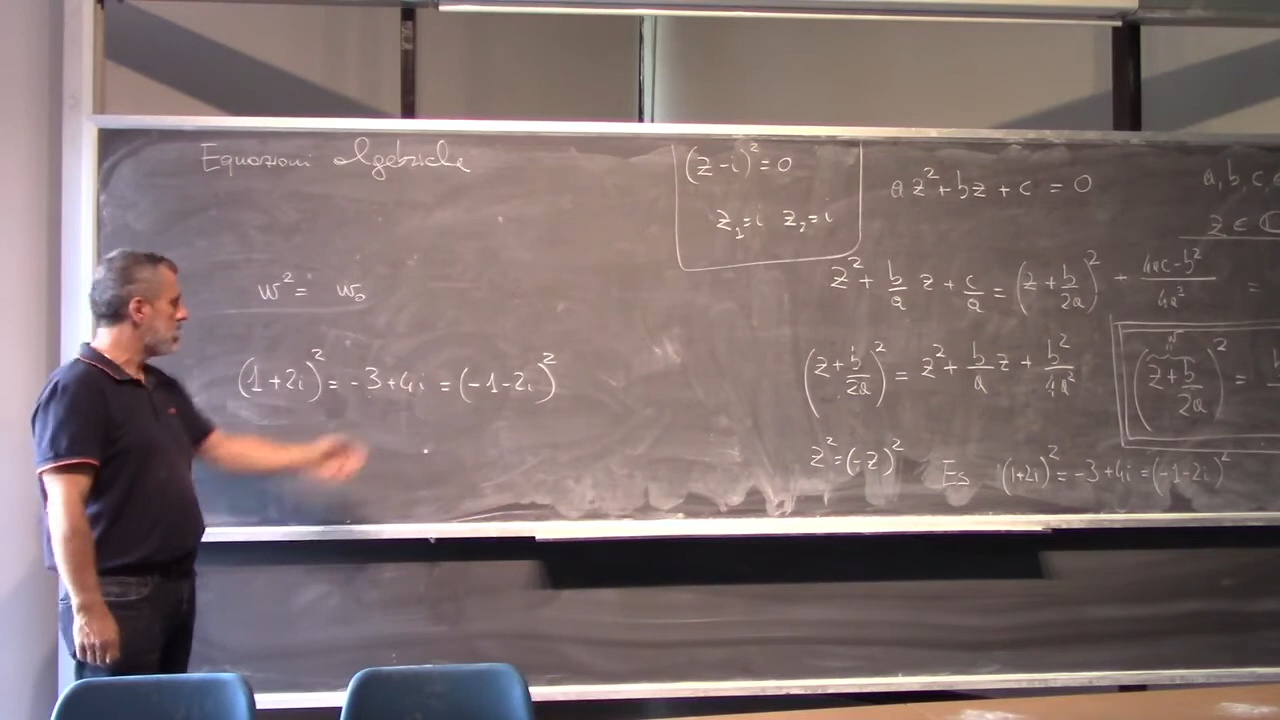 Equazioni algebriche
w² = w₀
(1+2i)² = -3+4i = (-1-2i)²
(z-i)² = 0
z₁=i z₂=i
az²+bz+c = 0
a, b, c,
z ∈
z² + b/a z + c/a = (z + b/2a)² + (4ac-b²)/4a² =
(z + b/2a)² = z² + b/a z + b²/4a²
w
(z + b/2a)² =
z² = (-z)²
Es (1+2i)² = -3+4i = (-1-2i)²